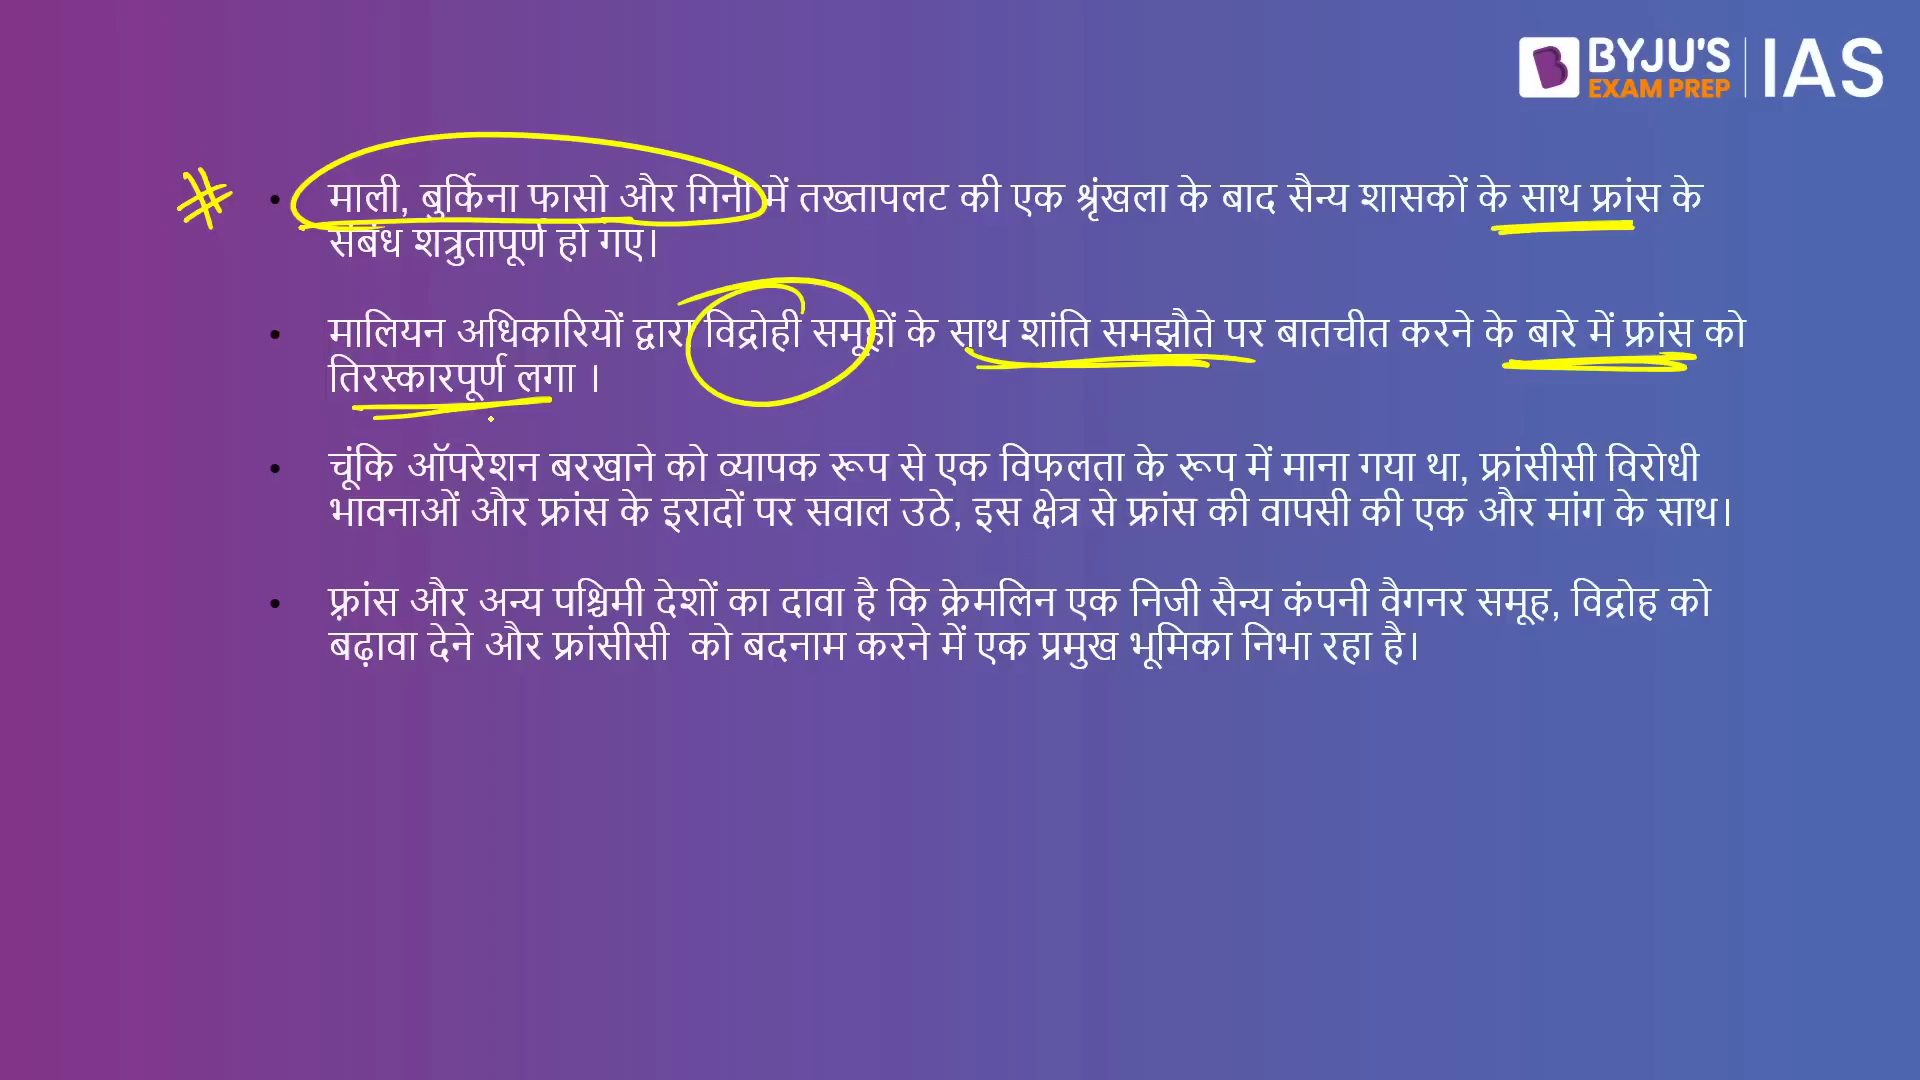 BYJU'S
EXAM PREP
IAS
• माली, बुर्किना फासो और गिनी में तख्तापलट की एक श्रृंखला के बाद सैन्य शासकों के साथ फ्रांस के
संबंध शत्रुतापूर्ण हो गए।
• मालियन अधिकारियों द्वारा विद्रोही समूहों के साथ शांति समझौते पर बातचीत करने के बारे में फ्रांस को
तिरस्कारपूर्ण लगा ।
• चूंकि ऑपरेशन बरखाने को व्यापक रूप से एक विफलता के रूप में माना गया था, फ्रांसीसी विरोधी
भावनाओं और फ्रांस के इरादों पर सवाल उठे, इस क्षेत्र से फ्रांस की वापसी की एक और मांग के साथ।
• फ़्रांस और अन्य पश्चिमी देशों का दावा है कि क्रेमलिन एक निजी सैन्य कंपनी वैगनर समूह, विद्रोह को
बढ़ावा देने और फ्रांसीसी को बदनाम करने में एक प्रमुख भूमिका निभा रहा है।